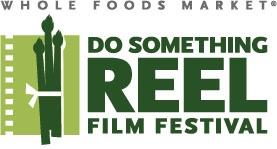 WHOLE FOODS MARKET®
DO SOMETHING
REEL
FILM FESTIVAL